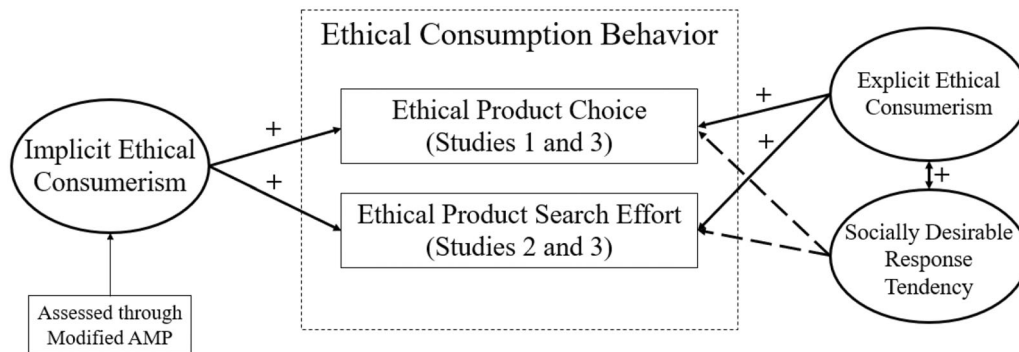 Ethical Consumption Behavior
Implicit Ethical
Consumerism
+
+
Assessed through
Modified AMP
Ethical Product Choice
(Studies 1 and 3)
Ethical Product Search Effort
(Studies 2 and 3)
+
+
Explicit Ethical
Consumerism
+
Socially Desirable
Response
Tendency